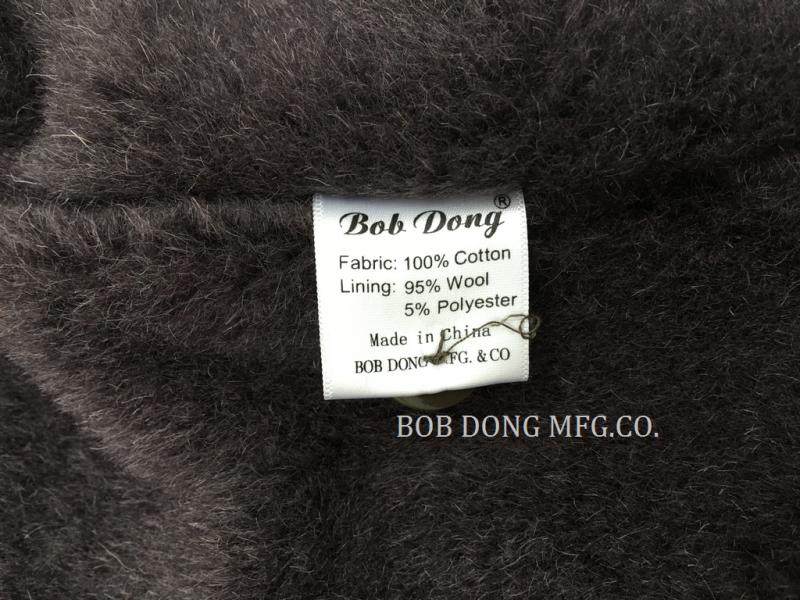 Bob Dong®
Fabric: 100% Cotton
Lining: 95% Wool
5% Polyester
Made in China
BOB DONG MFG. & CO
BOB DONG MFG.CO.